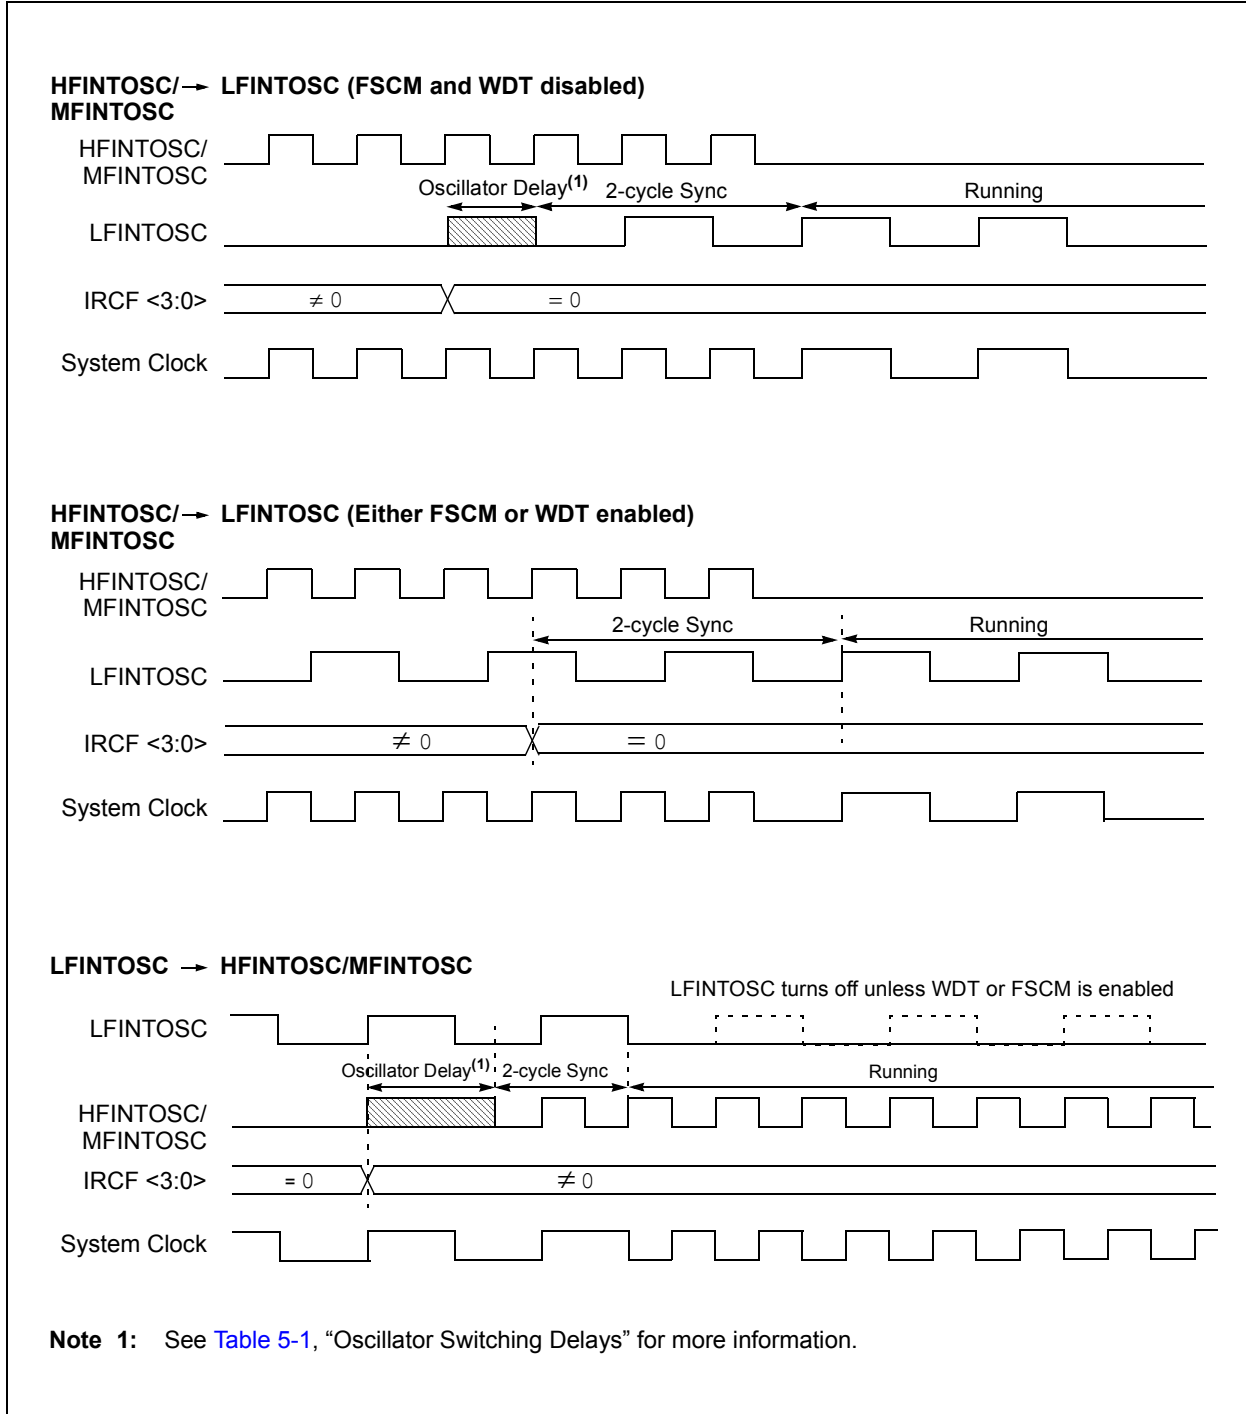 HFINTOSC/→ LFINTOSC (FSCM and WDT disabled)
MFINTOSC
HFINTOSC/
MFINTOSC
Oscillator Delay(1) 2-cycle Sync Running
LFINTOSC
IRCF <3:0> ≠ 0 = 0
System Clock
HFINTOSC/→ LFINTOSC (Either FSCM or WDT enabled)
MFINTOSC
HFINTOSC/
MFINTOSC
2-cycle Sync Running
LFINTOSC
IRCF <3:0> ≠ 0 = 0
System Clock
LFINTOSC → HFINTOSC/MFINTOSC
LFINTOSC turns off unless WDT or FSCM is enabled
LFINTOSC
Oscillator Delay(1) 2-cycle Sync Running
HFINTOSC/
MFINTOSC
IRCF <3:0> = 0 ≠ 0
System Clock
Note 1: See Table 5-1, “Oscillator Switching Delays” for more information.